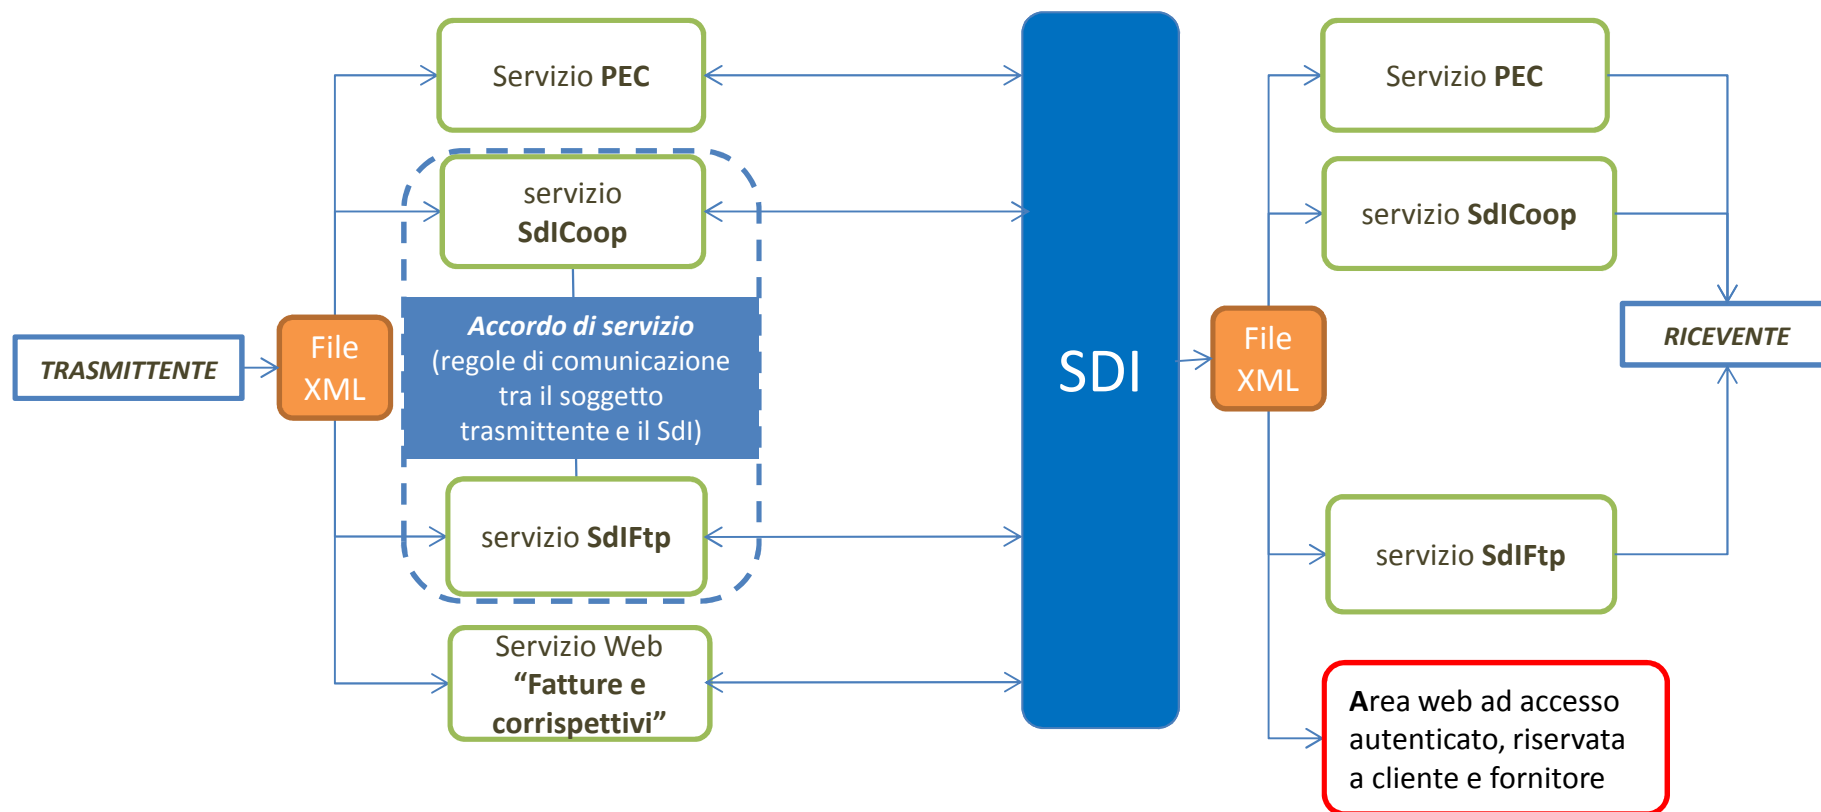 TRASMITTENTE
File
XML
Servizio PEC
servizio
SdICoop
Accordo di servizio
(regole di comunicazione
tra il soggetto
trasmittente e il SdI)
servizio SdIFtp
Servizio Web
“Fatture e
corrispettivi”
SDI
File
XML
Servizio PEC
servizio SdICoop
servizio SdIFtp
Area web ad accesso
autenticato, riservata
a cliente e fornitore
RICEVENTE